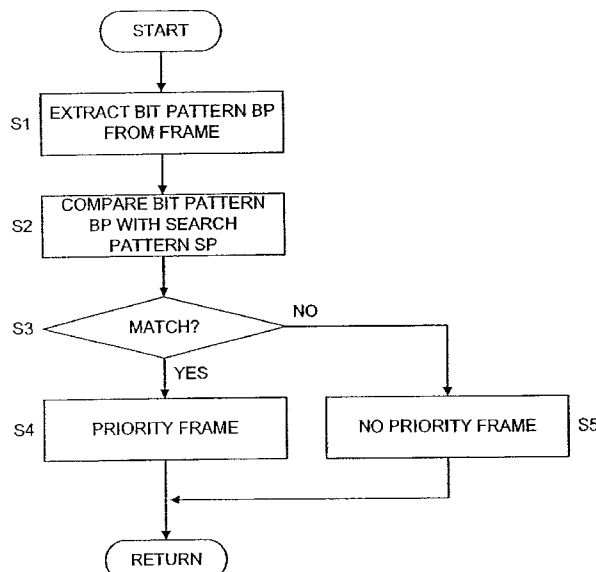 START
S1
EXTRACT BIT PATTERN BP
FROM FRAME
S2
COMPARE BIT PATTERN
BP WITH SEARCH
PATTERN SP
S3
MATCH?
NO
YES
S4
PRIORITY FRAME
NO PRIORITY FRAME
S5
RETURN